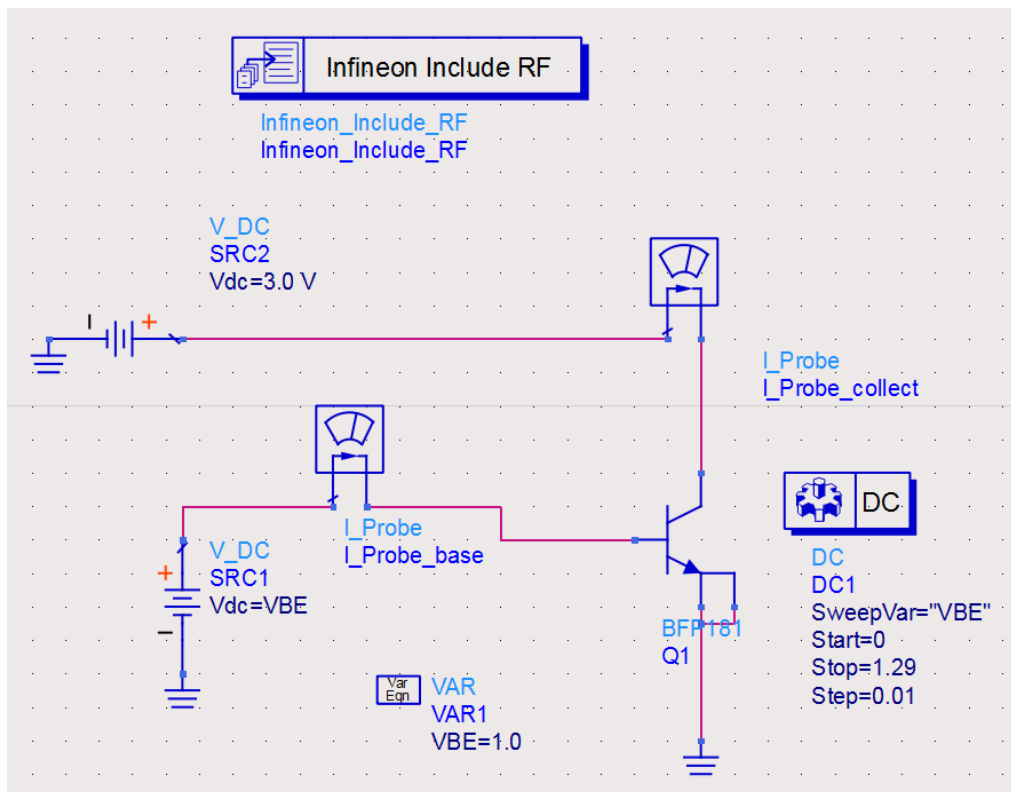 Infineon Include RF
Infineon_Include_RF
Infineon_Include_RF
V_DC
SRC2
Vdc=3.0 V
I_Probe
I_Probe_collect
I_Probe
I_Probe_base
V_DC
SRC1
Vdc=VBE
DC
DC
DC1
SweepVar="VBE"
Start=0
Stop=1.29
Step=0.01
BFP181
Q1
Var
Eqn
VAR
VAR1
VBE=1.0